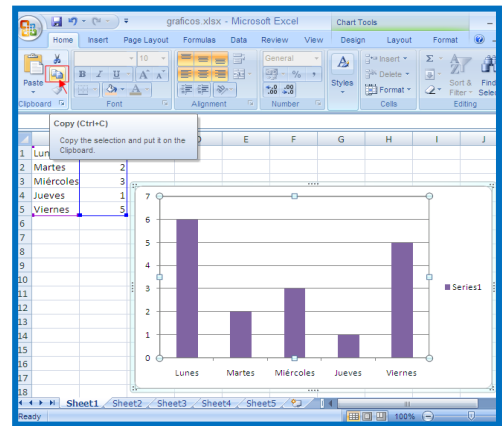 graficos.xlsx - Microsoft Excel
Chart Tools
Home Insert Page Layout Formulas Data Review View Design Layout Format
Paste
Clipboard
B I U
10
A A
Font
Alignment
General
% ,
Number
Styles
Insert
Delete
Format
Cells
Sort &
Filter
Find
Selec
Editing
Copy (Ctrl+C)
Copy the selection and put it on the
Clipboard.
D E F G H I J
1 Lun
2 Martes 2
3 Miércoles 3
4 Jueves 1
5 Viernes 5
6
7
8
9
10
11
12
13
14
15
16
17
18
7
6
5
4
3
2
1
0
Lunes Martes Miércoles Jueves Viernes
Series1
Sheet1 Sheet2 Sheet3 Sheet4 Sheet5
Ready
100%